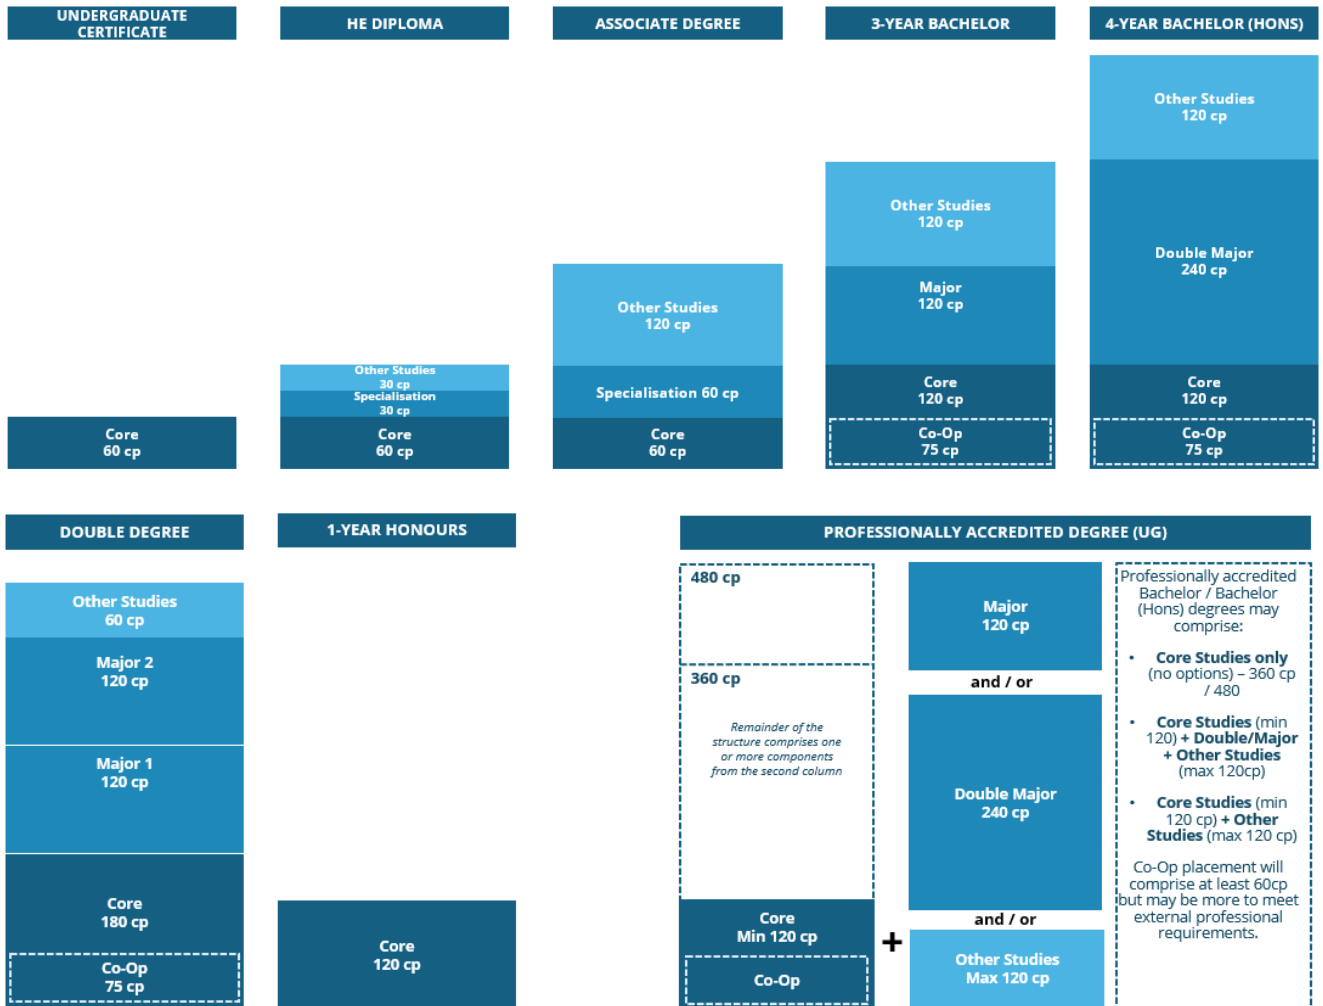 UNDERGRADUATE
CERTIFICATE
HE DIPLOMA
ASSOCIATE DEGREE
3-YEAR BACHELOR
4-YEAR BACHELOR (HONS)
Core
60 cp
Other Studies
30 cp
Specialisation
30 cp
Core
60 cp
Other Studies
120 cp
Specialisation 60 cp
Core
60 cp
Other Studies
120 cp
Major
120 cp
Core
120 cp
Co-Op
75 cp
Other Studies
120 cp
Double Major
240 cp
Core
120 cp
Co-Op
75 cp
DOUBLE DEGREE
Other Studies
60 cp
Major 2
120 cp
Major 1
120 cp
Core
180 cp
Co-Op
75 cp
1-YEAR HONOURS
Core
120 cp
PROFESSIONALLY ACCREDITED DEGREE (UG)
480 cp
360 cp
Remainder of the
structure comprises one
or more components
from the second column
Core
Min 120 cp
Co-Op
+
Major
120 cp
and / or
Double Major
240 cp
and / or
Other Studies
Max 120 cp
Professionally accredited
Bachelor / Bachelor
(Hons) degrees may
comprise:
• Core Studies only
(no options) – 360 cp
/ 480
• Core Studies (min
120) + Double/Major
+ Other Studies
(max 120cp)
• Core Studies (min
120 cp) + Other
Studies (max 120 cp)
Co-Op placement will
comprise at least 60cp
but may be more to meet
external professional
requirements.